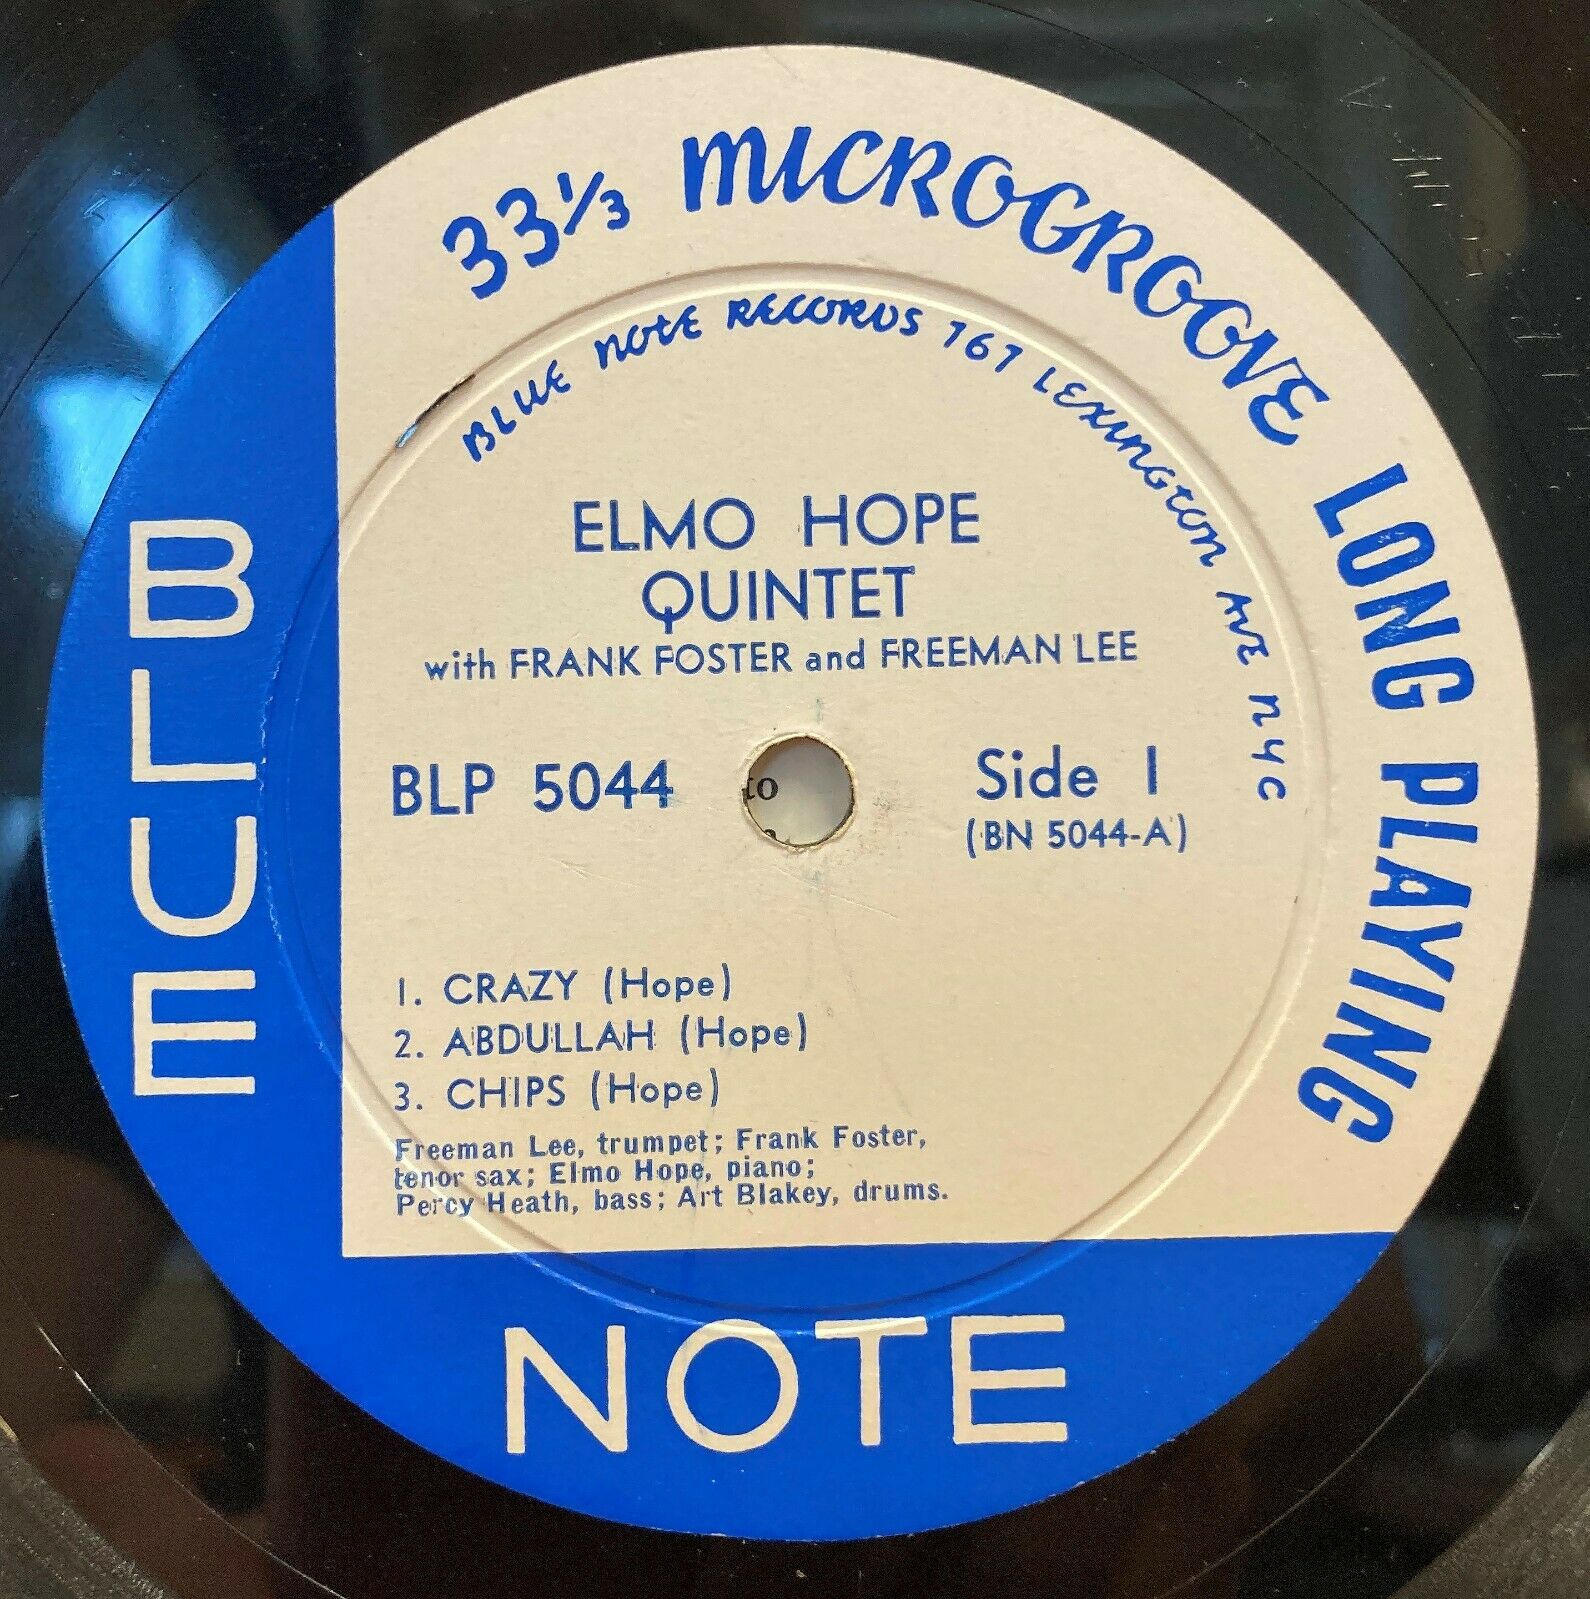 33⅓ MICROGROOVE LONG PLAYING
BLUE NOTE RECORDS 767 LEXINGTON AVE NYC
ELMO HOPE
QUINTET
with FRANK FOSTER and FREEMAN LEE
BLP 5044
Side 1
(BN 5044-A)
to
1. CRAZY (Hope)
2. ABDULLAH (Hope)
3. CHIPS (Hope)
Freeman Lee, trumpet; Frank Foster,
tenor sax; Elmo Hope, piano;
Percy Heath, bass; Art Blakey, drums.
BLUE
NOTE